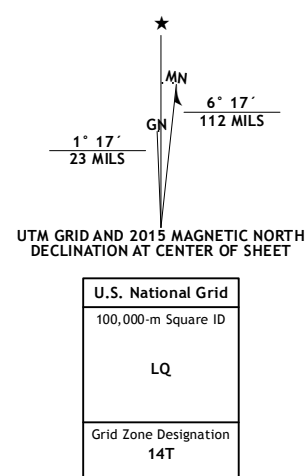 MN
GN
6° 17´
112 MILS
1° 17´
23 MILS
UTM GRID AND 2015 MAGNETIC NORTH
DECLINATION AT CENTER OF SHEET
U.S. National Grid
100,000-m Square ID
LQ
Grid Zone Designation
14T